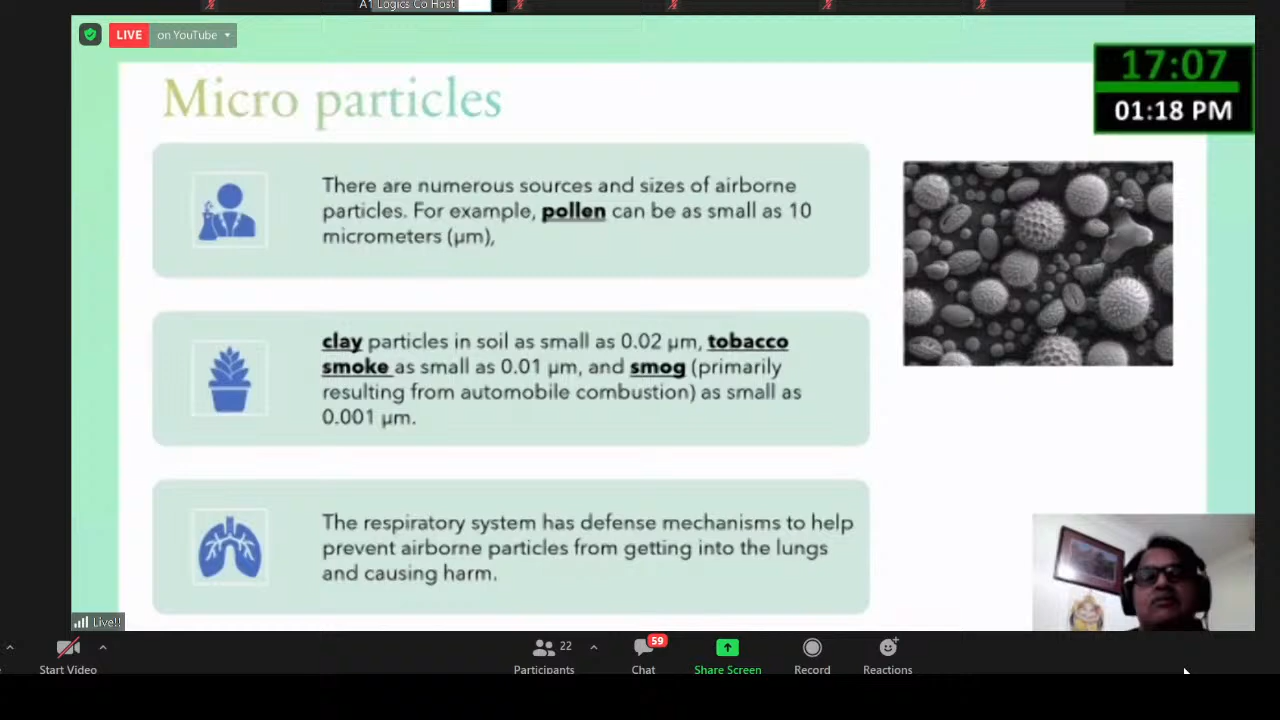 A1 Logics Co Host
LIVE on YouTube
17:07
01:18 PM
Micro particles
There are numerous sources and sizes of airborne
particles. For example, pollen can be as small as 10
micrometers (µm),
clay particles in soil as small as 0.02 µm, tobacco
smoke as small as 0.01 µm, and smog (primarily
resulting from automobile combustion) as small as
0.001 µm.
The respiratory system has defense mechanisms to help
prevent airborne particles from getting into the lungs
and causing harm.
Live!!
Start Video
Participants 22
Chat 59
Share Screen
Record
Reactions